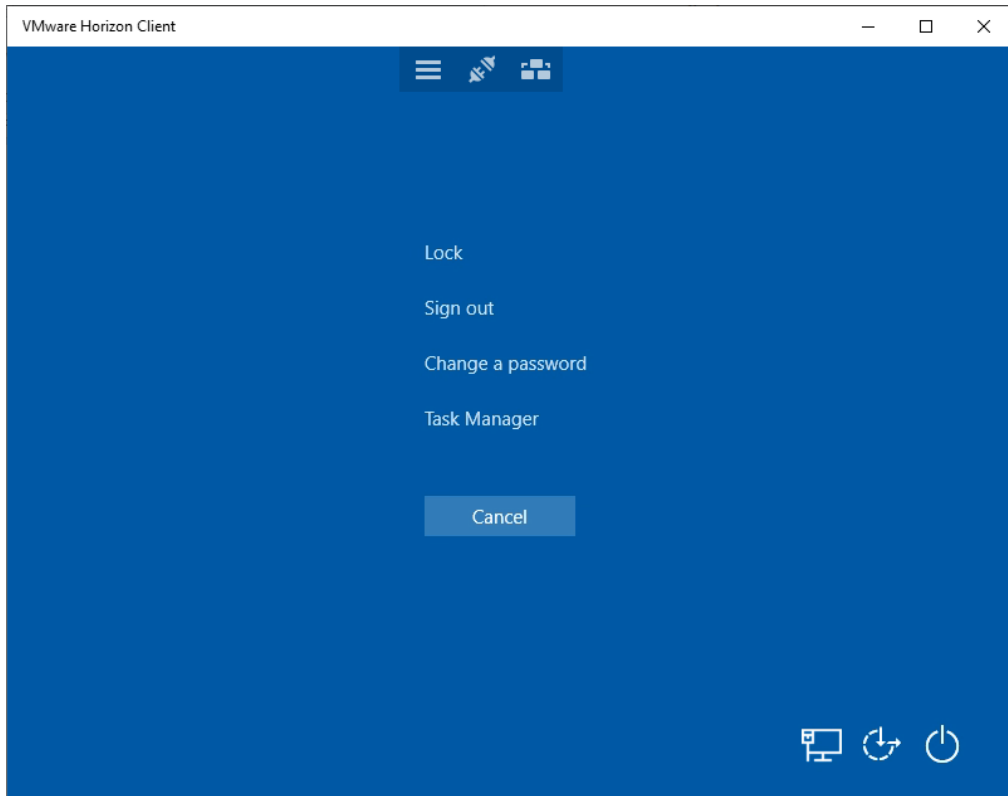 VMware Horizon Client
Lock
Sign out
Change a password
Task Manager
Cancel